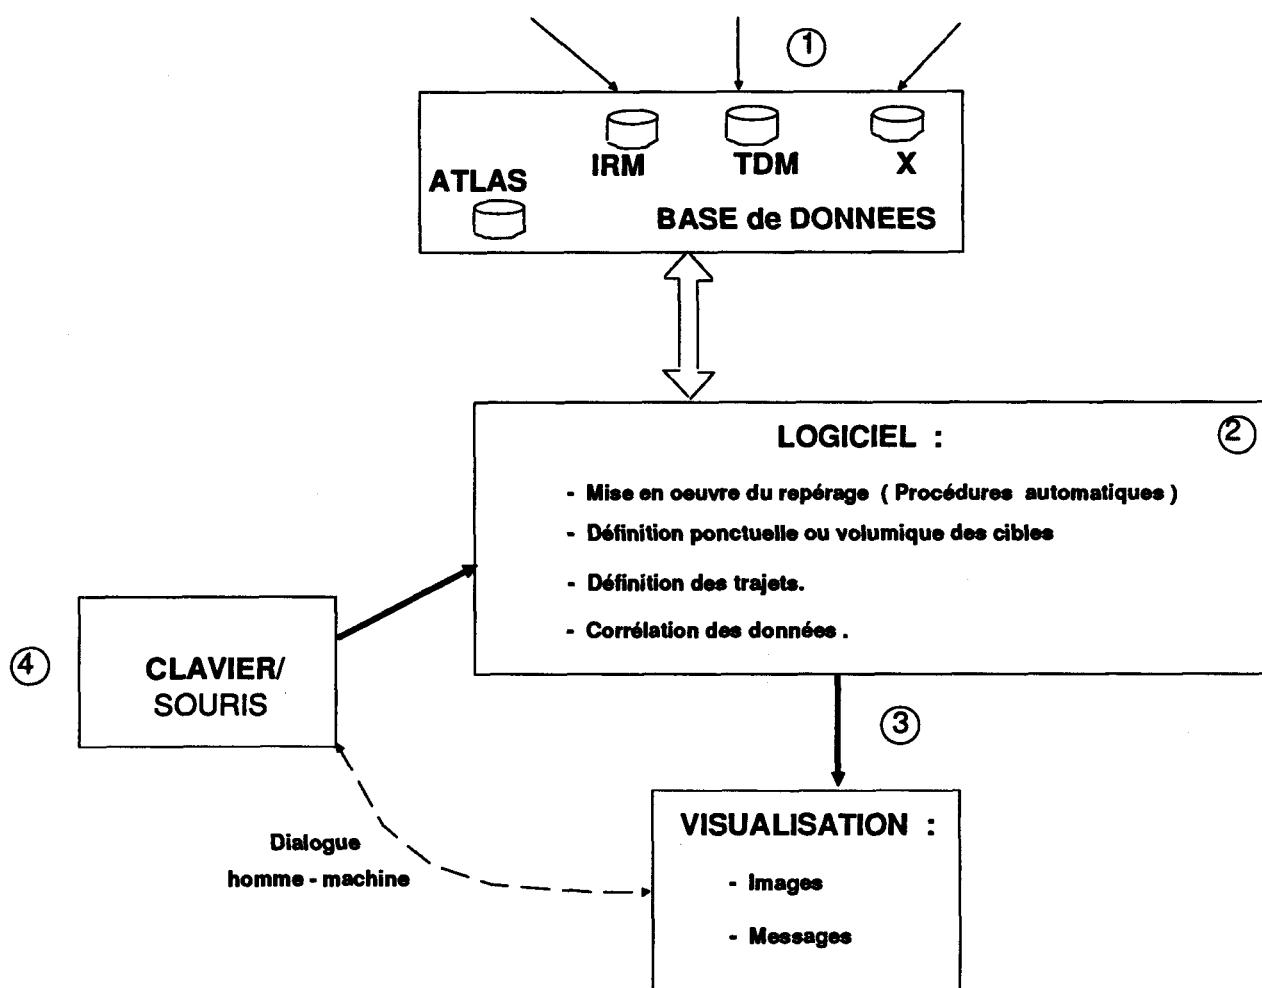 1
IRM TDM X
ATLAS
BASE de DONNEES
LOGICIEL :
2
- Mise en oeuvre du repérage ( Procédures automatiques )
- Définition ponctuelle ou volumique des cibles
- Définition des trajets.
- Corrélation des données .
4
CLAVIER/
SOURIS
3
VISUALISATION :
- Images
- Messages
Dialogue
homme - machine